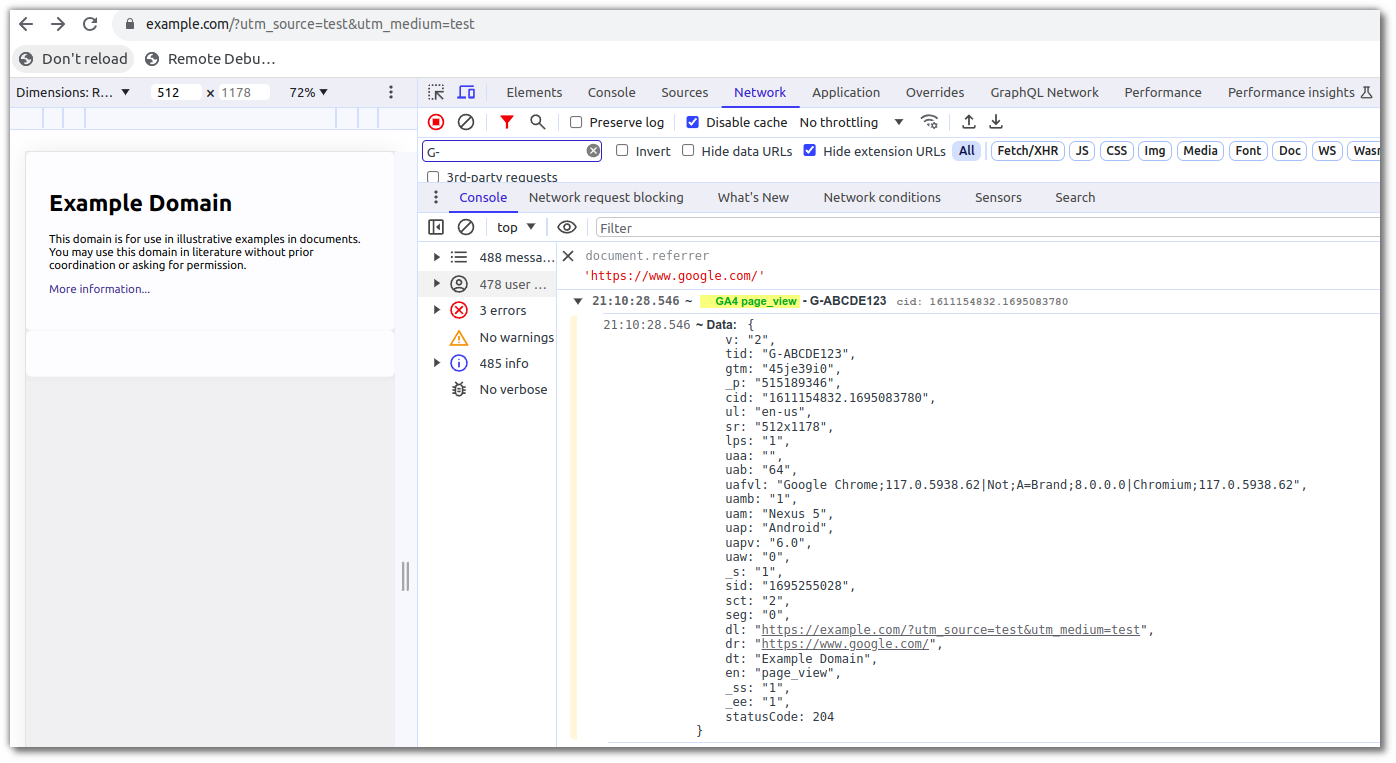 example.com/?utm_source=test&utm_medium=test
Don't reload Remote Debu…
Dimensions: R… 512 × 1178 72%
Elements Console Sources Network Application Overrides GraphQL Network Performance Performance insights
Preserve log Disable cache No throttling
G- Invert Hide data URLs Hide extension URLs All Fetch/XHR JS CSS Img Media Font Doc WS Wasm
3rd-party requests
Console Network request blocking What's New Network conditions Sensors Search
top Filter
488 messa…
478 user …
3 errors
No warnings
485 info
No verbose
Example Domain
This domain is for use in illustrative examples in documents.
You may use this domain in literature without prior
coordination or asking for permission.
More information...
document.referrer
'https://www.google.com/'
21:10:28.546 ~ GA4 page_view - G-ABCDE123 cid: 1611154832.1695083780
21:10:28.546 ~ Data: {
v: "2",
tid: "G-ABCDE123",
gtm: "45je39i0",
_p: "515189346",
cid: "1611154832.1695083780",
ul: "en-us",
sr: "512x1178",
lps: "1",
uaa: "",
uab: "64",
uafvl: "Google Chrome;117.0.5938.62|Not;A=Brand;8.0.0.0|Chromium;117.0.5938.62",
uamb: "1",
uam: "Nexus 5",
uap: "Android",
uapv: "6.0",
uaw: "0",
_s: "1",
sid: "1695255028",
sct: "2",
seg: "0",
dl: "https://example.com/?utm_source=test&utm_medium=test",
dr: "https://www.google.com/",
dt: "Example Domain",
en: "page_view",
_ss: "1",
_ee: "1",
statusCode: 204
}